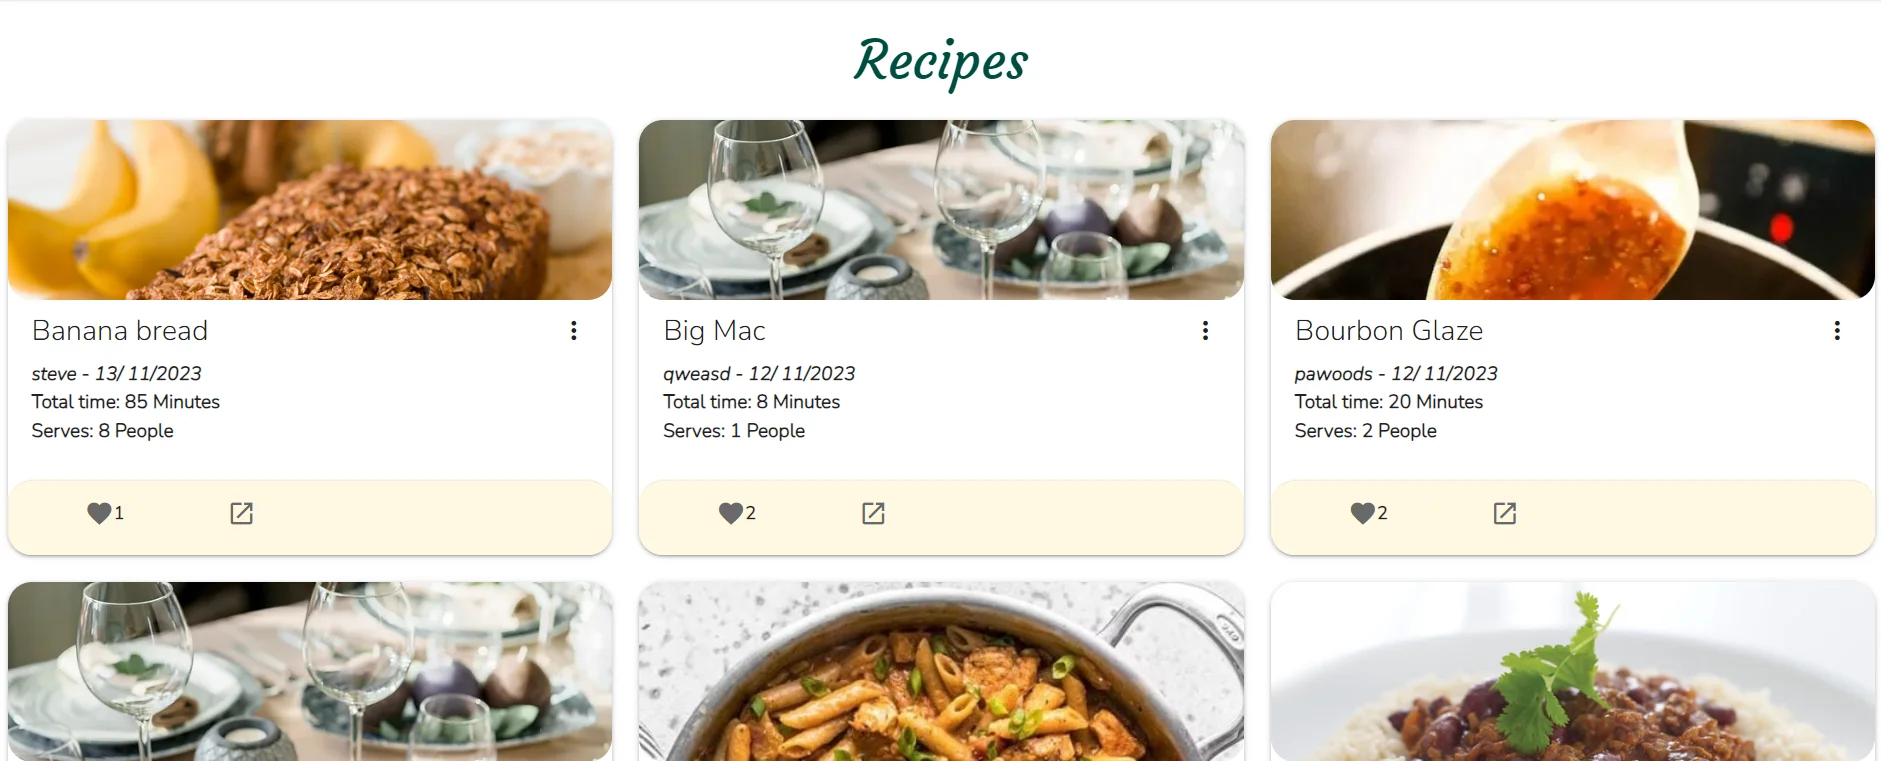 Recipes
Banana bread
steve - 13/ 11/2023
Total time: 85 Minutes
Serves: 8 People
1
Big Mac
qweasd - 12/ 11/2023
Total time: 8 Minutes
Serves: 1 People
2
Bourbon Glaze
pawoods - 12/ 11/2023
Total time: 20 Minutes
Serves: 2 People
2